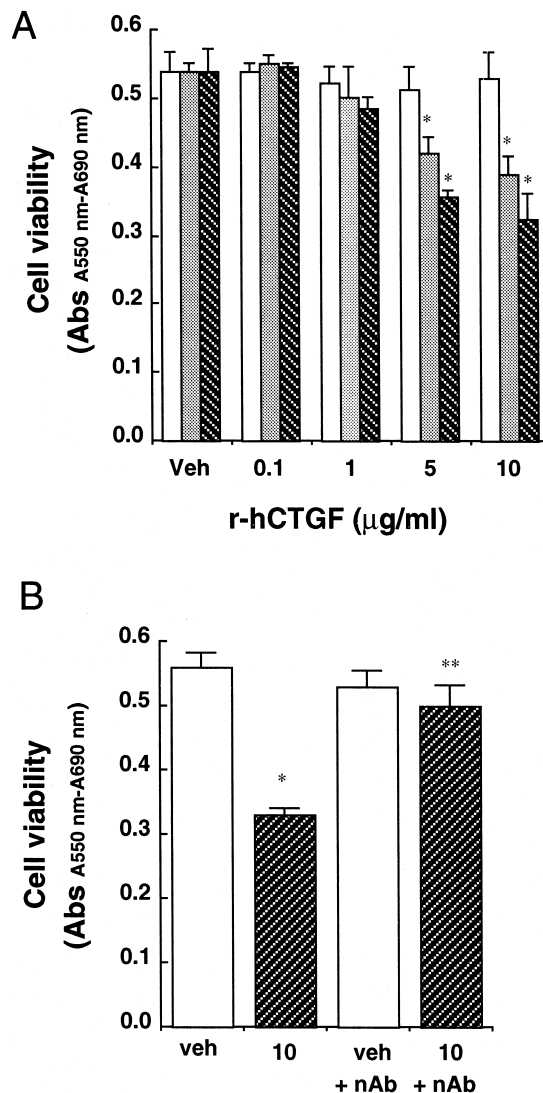 A
Cell viability
(Abs A550 nm-A690 nm)
0.6
0.5
0.4
0.3
0.2
0.1
0.0
*
*
*
*
Veh 0.1 1 5 10
r-hCTGF (µg/ml)
B
Cell viability
(Abs A550 nm-A690 nm)
0.6
0.5
0.4
0.3
0.2
0.1
0.0
*
**
veh 10 veh 10
+ nAb + nAb